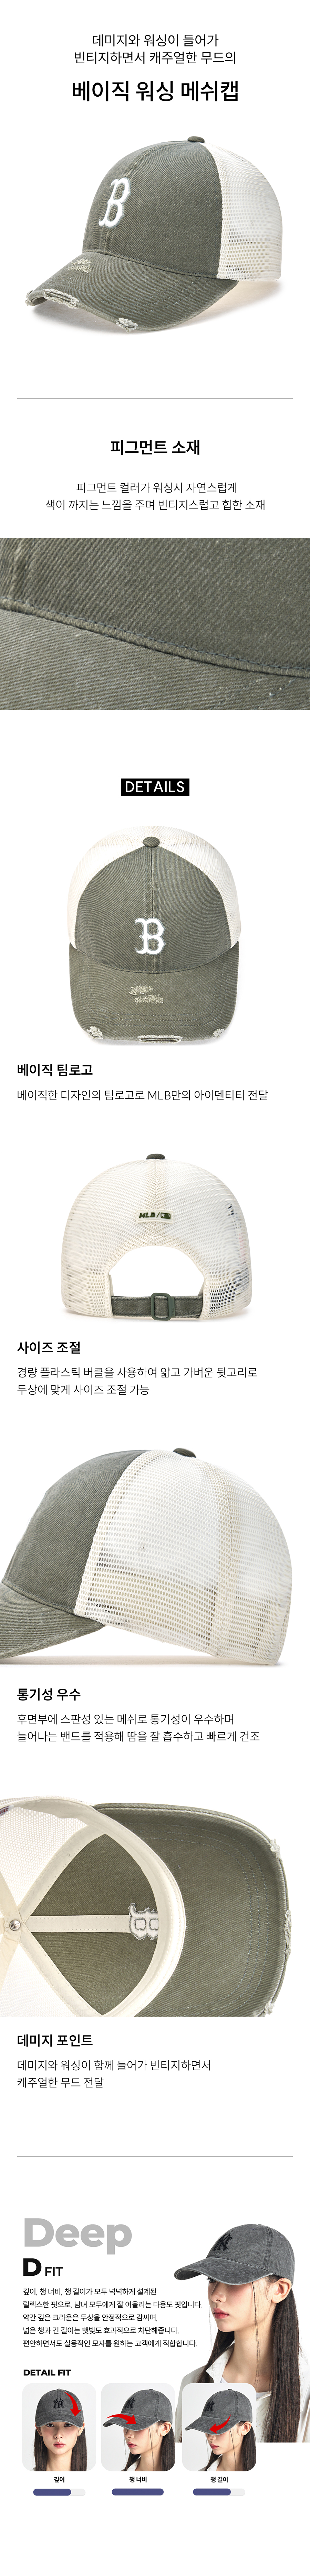 데미지와 워싱이 들어가
빈티지하면서 캐주얼한 무드의
베이직 워싱 메쉬캡
B
피그먼트 소재
피그먼트 컬러가 워싱시 자연스럽게
색이 까지는 느낌을 주며 빈티지스럽고 힙한 소재
DETAILS
B
베이직 팀로고
베이직한 디자인의 팀로고로 MLB만의 아이덴티티 전달
MLB /
사이즈 조절
경량 플라스틱 버클을 사용하여 얇고 가벼운 뒷고리로
두상에 맞게 사이즈 조절 가능
통기성 우수
후면부에 스판성 있는 메쉬로 통기성이 우수하며
늘어나는 밴드를 적용해 땀을 잘 흡수하고 빠르게 건조
데미지 포인트
데미지와 워싱이 함께 들어가 빈티지하면서
캐주얼한 무드 전달
Deep
D FIT
깊이, 챙 너비, 챙 길이가 모두 넉넉하게 설계된
릴렉스한 핏으로, 남녀 모두에게 잘 어울리는 다용도 핏입니다.
약간 깊은 크라운은 두상을 안정적으로 감싸며,
넓은 챙과 긴 길이는 햇빛도 효과적으로 차단해줍니다.
편안하면서도 실용적인 모자를 원하는 고객에게 적합합니다.
DETAIL FIT
깊이
챙 너비
챙 길이